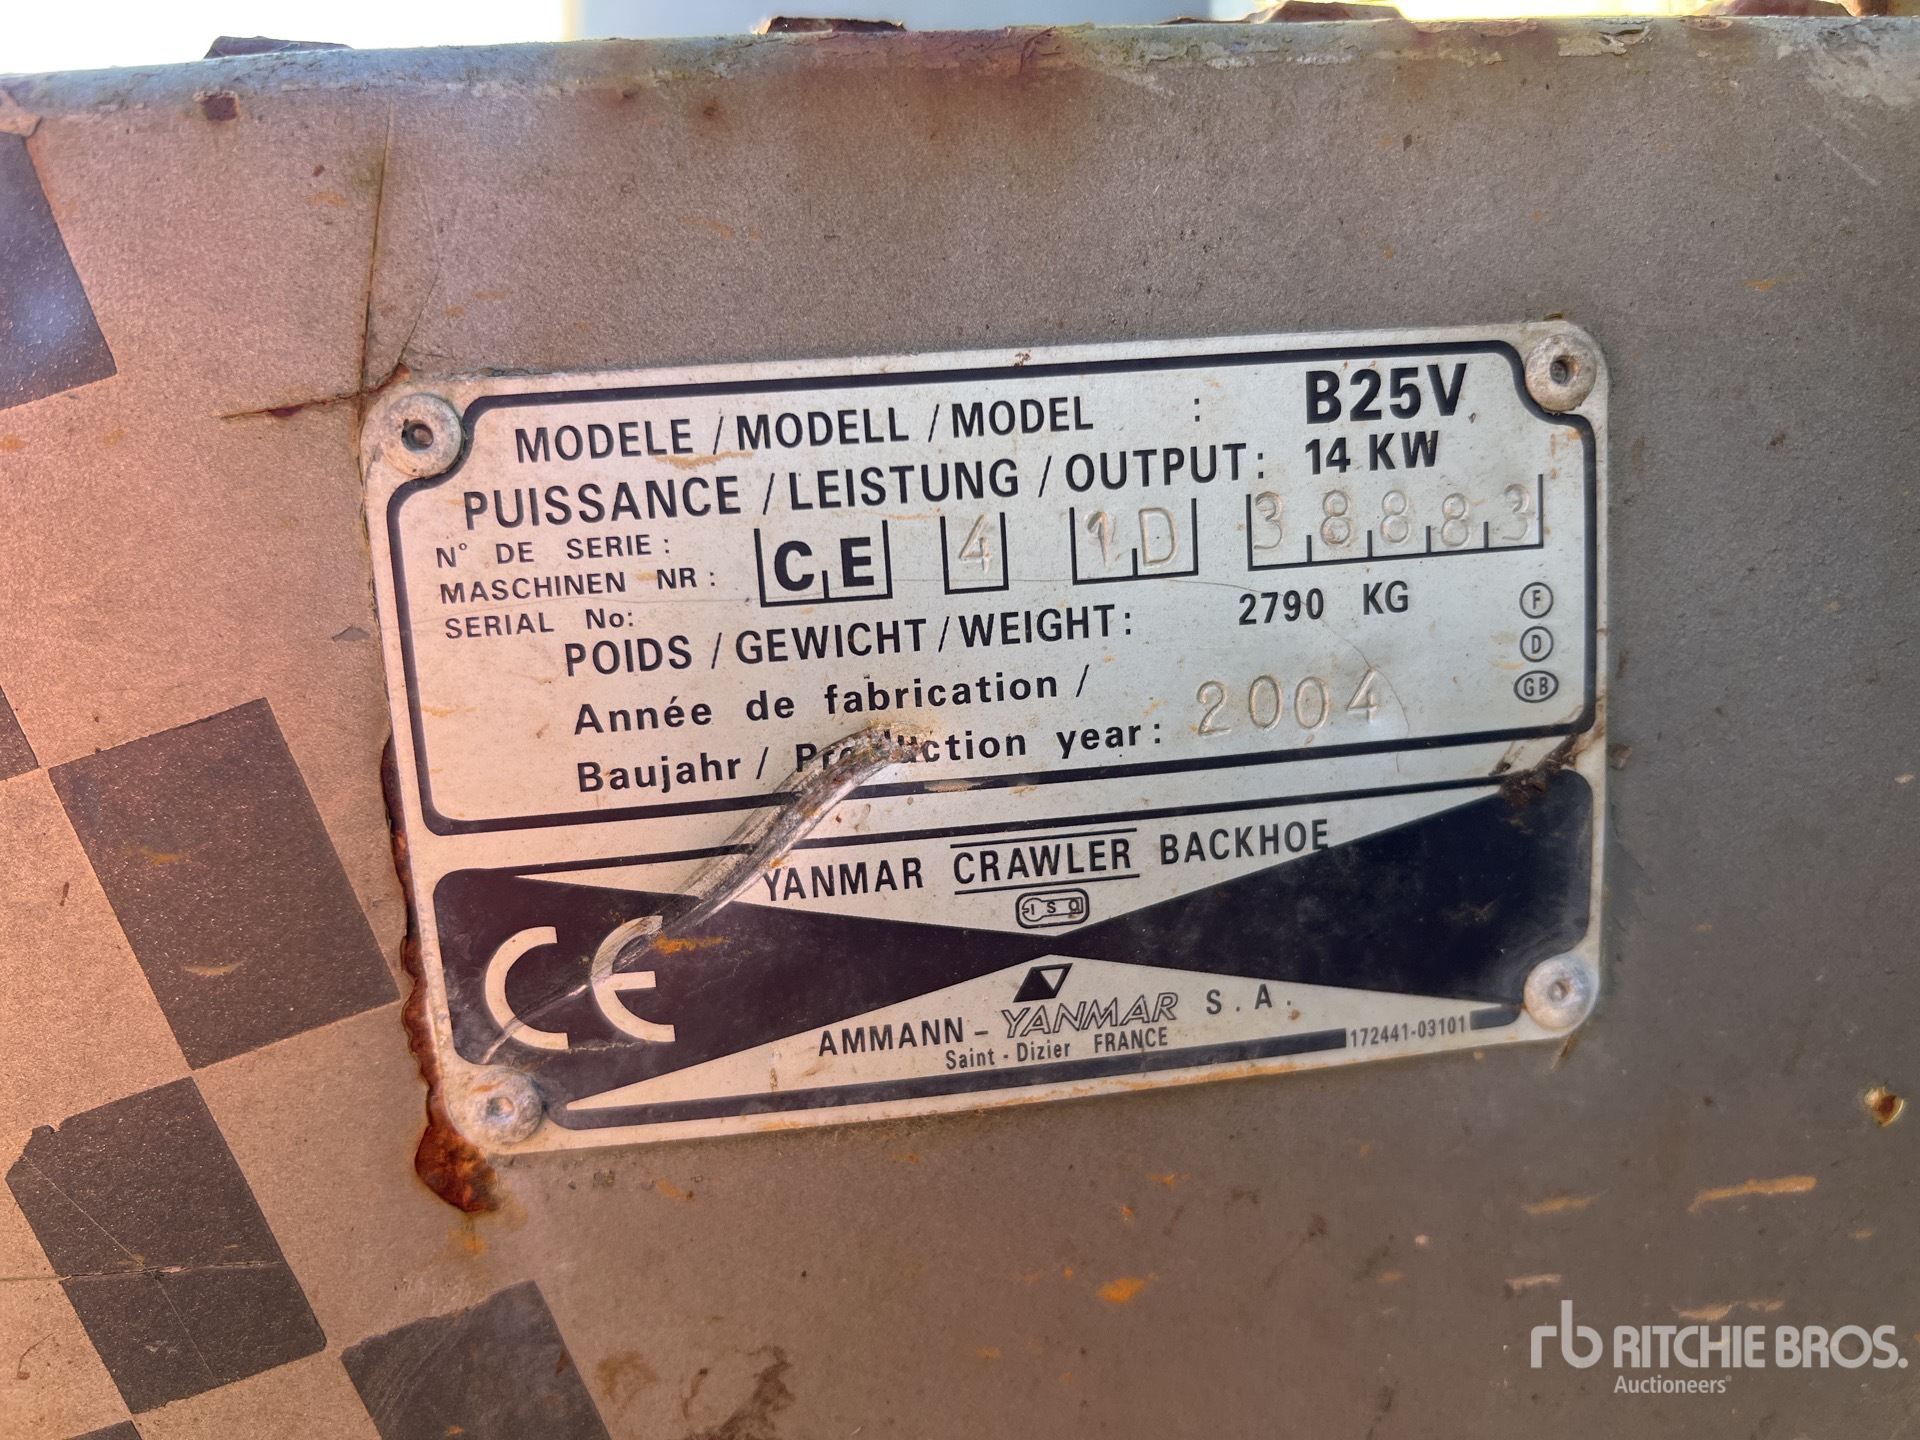 MODELE / MODELL / MODEL : B25V
PUISSANCE / LEISTUNG / OUTPUT : 14 KW
N° DE SERIE :
MASCHINEN NR : CE 4 1D 38883
SERIAL No:
POIDS / GEWICHT / WEIGHT : 2790 KG
F
D
GB
Année de fabrication /
Baujahr / Production year : 2004
YANMAR CRAWLER BACKHOE
ISO
CE
AMMANN - YANMAR S.A.
Saint - Dizier FRANCE
172441-03101
rb RITCHIE BROS.
Auctioneers